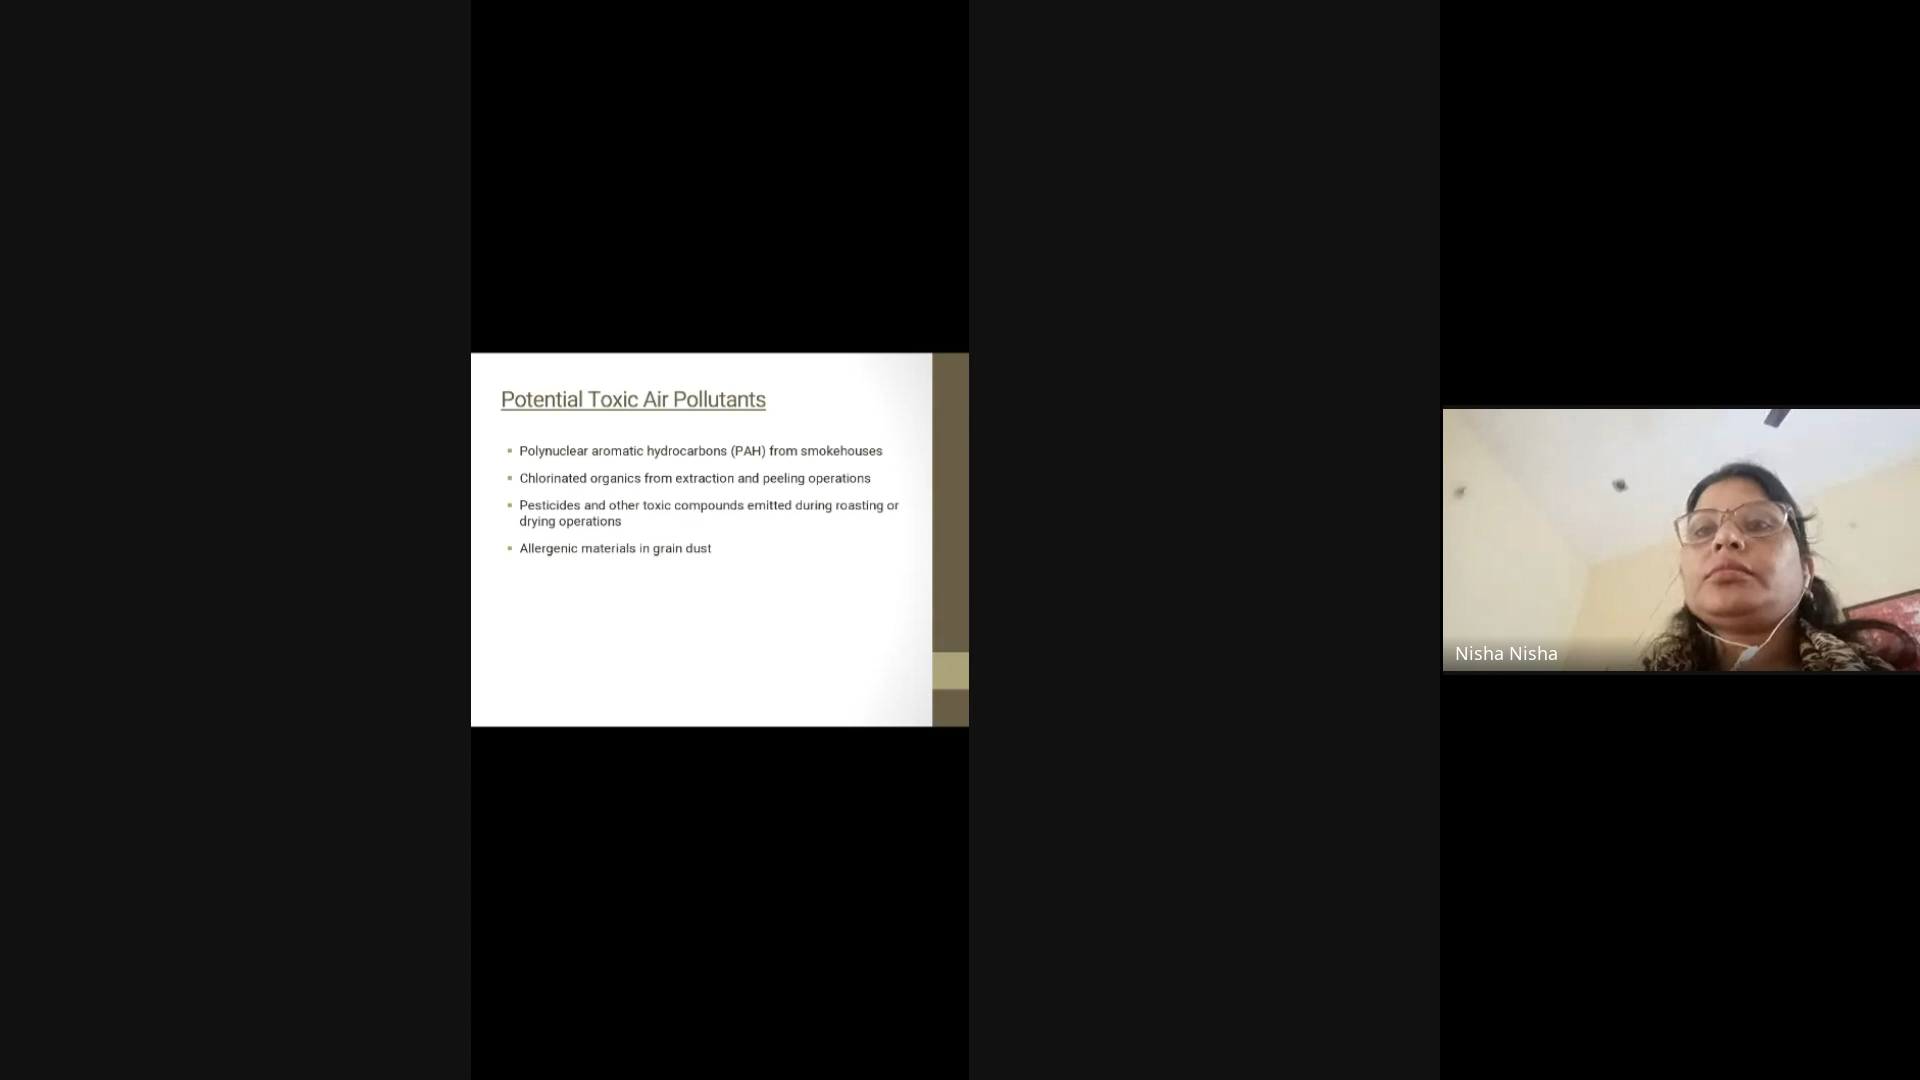 Potential Toxic Air Pollutants
Polynuclear aromatic hydrocarbons (PAH) from smokehouses
Chlorinated organics from extraction and peeling operations
Pesticides and other toxic compounds emitted during roasting or
drying operations
Allergenic materials in grain dust
Nisha Nisha